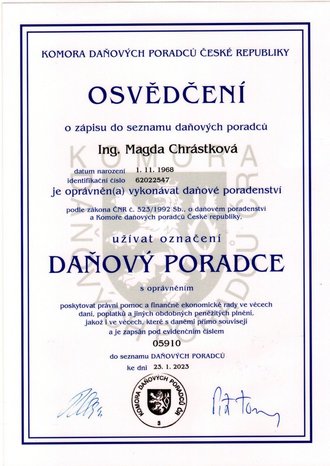 KOMORA DAŇOVÝCH PORADCŮ ČESKÉ REPUBLIKY
OSVĚDČENÍ
o zápisu do seznamu daňových poradců
Ing. Magda Chrástková
datum narození 1. 11. 1968
identifikační číslo 62022547
je oprávněn(a) vykonávat daňové poradenství
podle zákona ČNR č. 523/1992 Sb., o daňovém poradenství
a Komoře daňových poradců České republiky,
užívat označení
DAŇOVÝ PORADCE
s oprávněním
poskytovat právní pomoc a finančně ekonomické rady ve věcech
daní, poplatků a jiných obdobných peněžitých plnění,
jakož i ve věcech, které s daněmi přímo souvisejí
a je zapsán pod evidenčním číslem
05910
do seznamu DAŇOVÝCH PORADCŮ
ke dni 23. 1. 2023
KOMORA DAŇOVÝCH PORADCŮ ČR
3